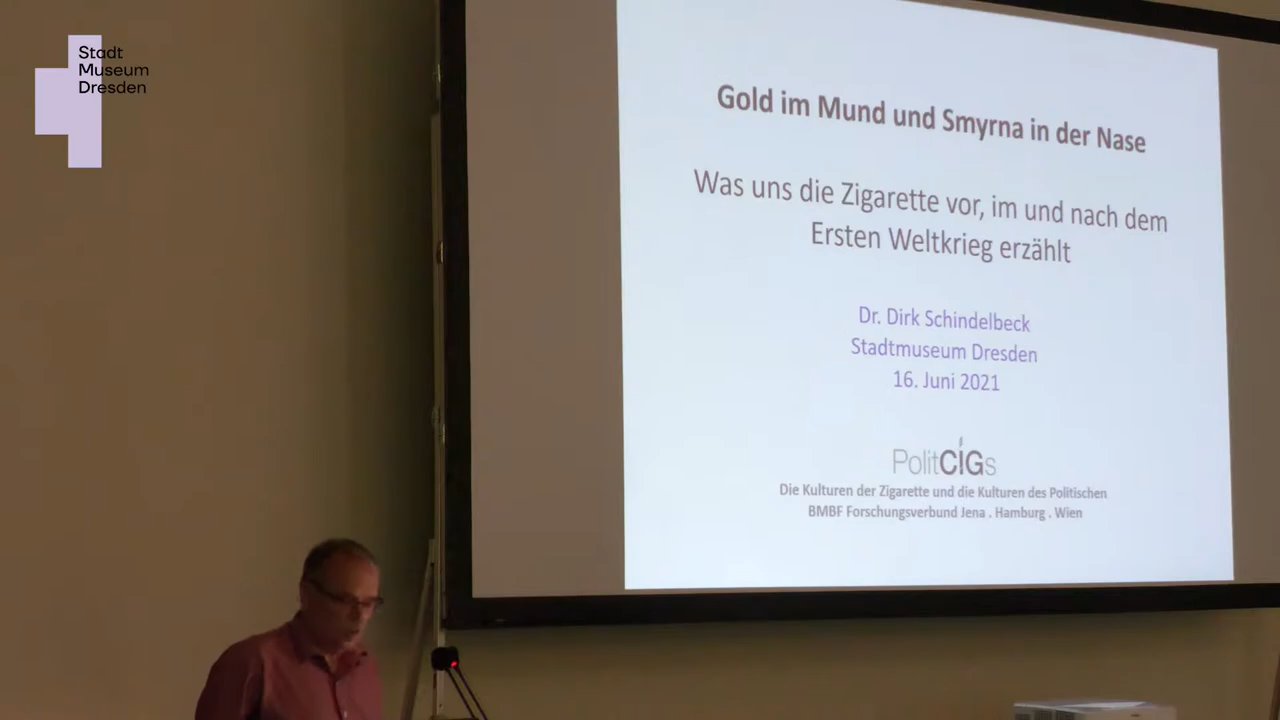 Stadt
Museum
Dresden
Gold im Mund und Smyrna in der Nase
Was uns die Zigarette vor, im und nach dem
Ersten Weltkrieg erzählt
Dr. Dirk Schindelbeck
Stadtmuseum Dresden
16. Juni 2021
PolitCIGs
Die Kulturen der Zigarette und die Kulturen des Politischen
BMBF Forschungsverbund Jena . Hamburg . Wien